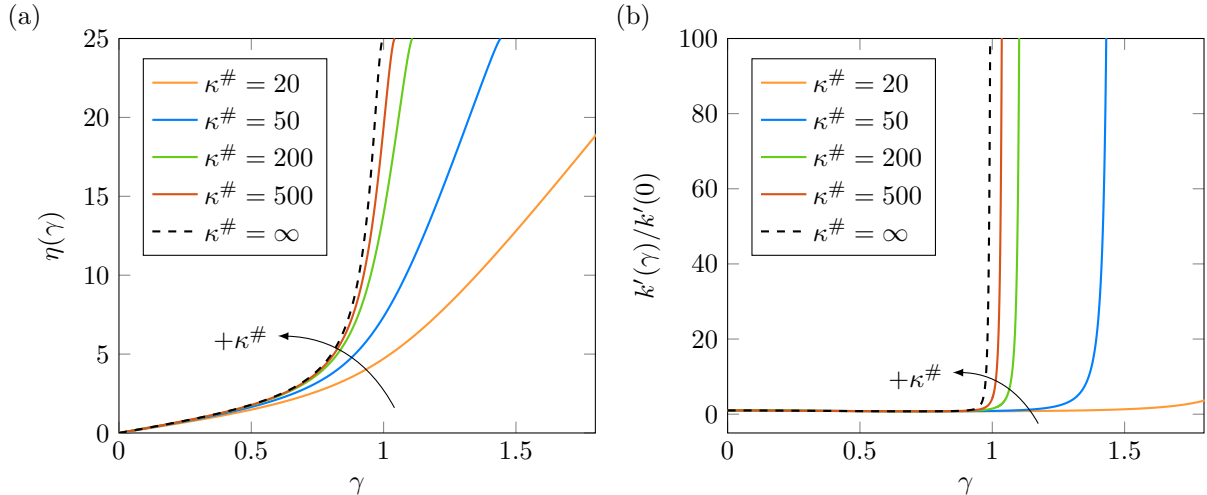 (a)
25
20
15
10
5
0
η(γ)
κ# = 20
κ# = 50
κ# = 200
κ# = 500
κ# = ∞
+κ#
0
0.5
1
1.5
γ
(b)
100
80
60
40
20
0
k′(γ)/k′(0)
κ# = 20
κ# = 50
κ# = 200
κ# = 500
κ# = ∞
+κ#
0
0.5
1
1.5
γ